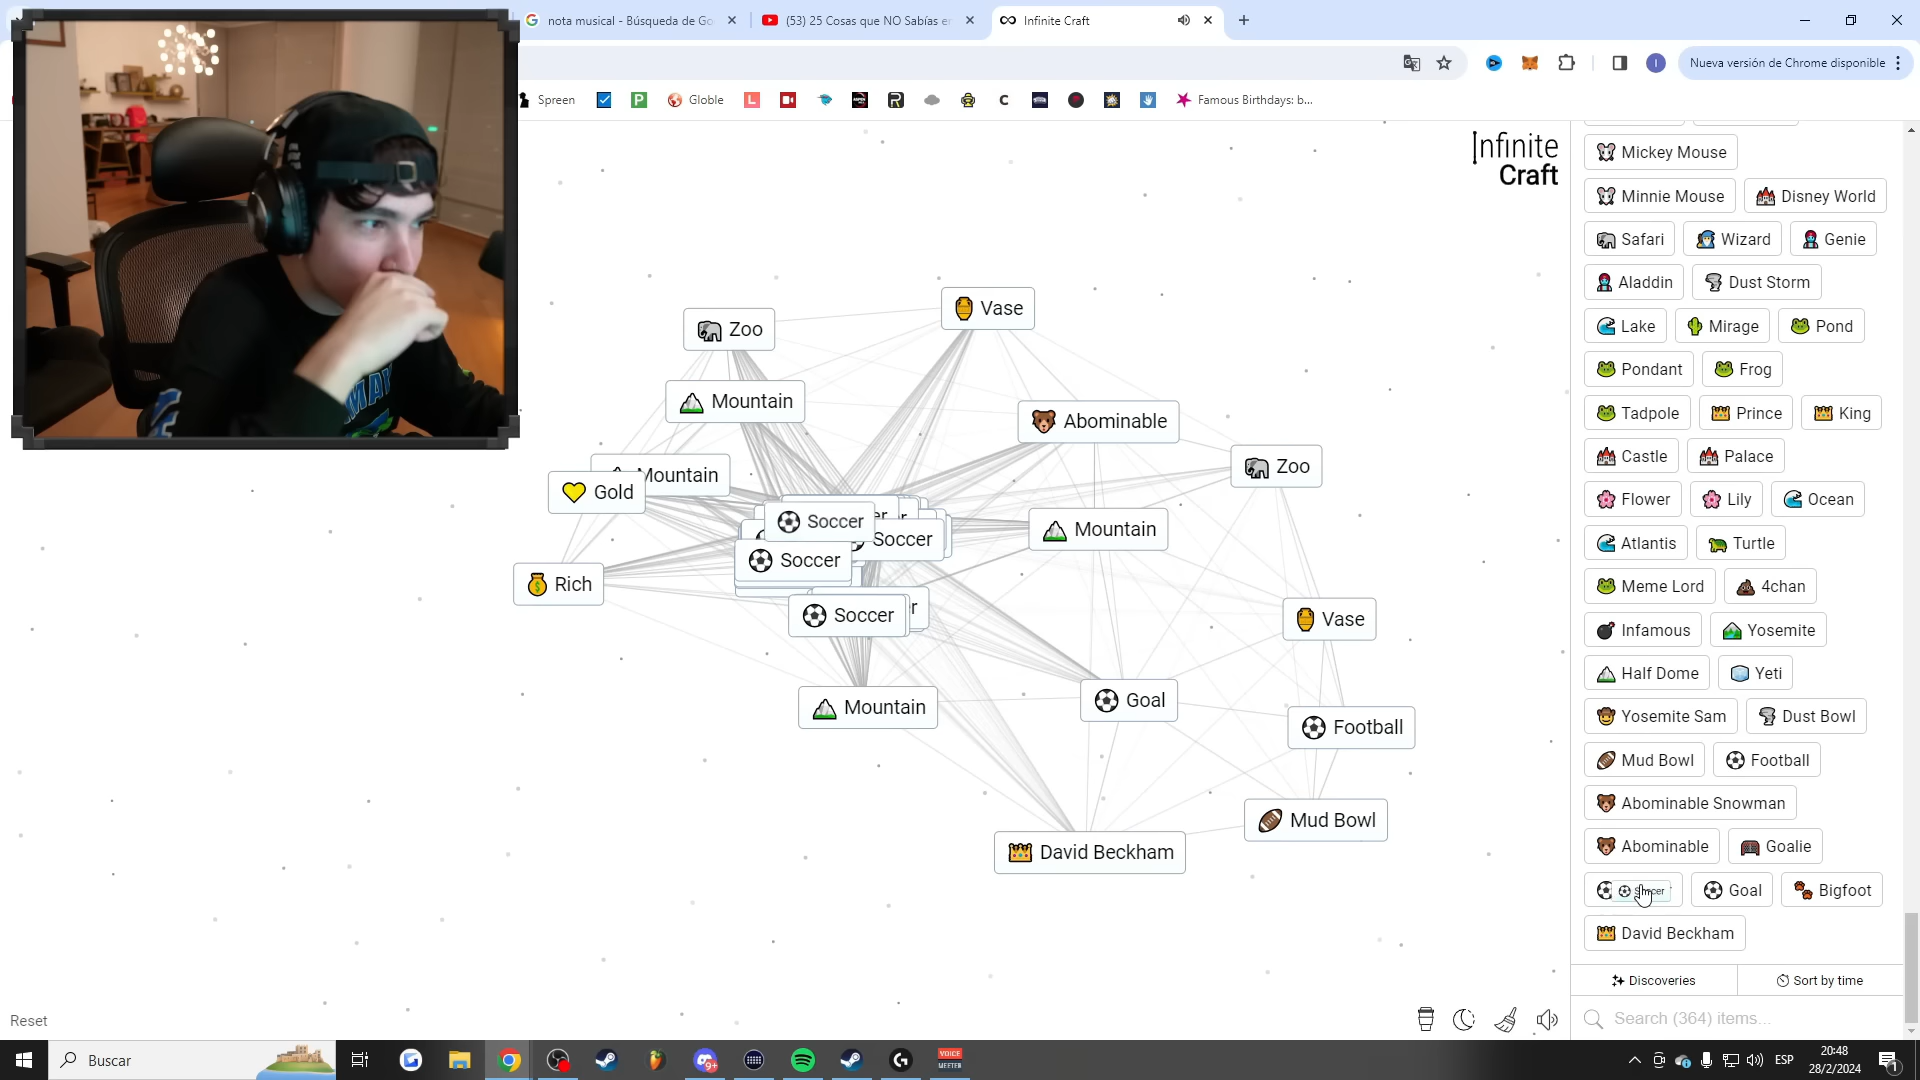 nota musical - Búsqueda de Go
(53) 25 Cosas que NO Sabías e
Infinite Craft
Nueva versión de Chrome disponible
Spreen
Globle
Famous Birthdays: b...
Infinite
Craft
Mickey Mouse
Minnie Mouse
Disney World
Safari
Wizard
Genie
Aladdin
Dust Storm
Lake
Mirage
Pond
Pondant
Frog
Tadpole
Prince
King
Castle
Palace
Flower
Lily
Ocean
Atlantis
Turtle
Meme Lord
4chan
Infamous
Yosemite
Half Dome
Yeti
Yosemite Sam
Dust Bowl
Mud Bowl
Football
Abominable Snowman
Abominable
Goalie
Goal
Bigfoot
David Beckham
Discoveries
Sort by time
Search (364) items...
Vase
Zoo
Mountain
Abominable
Zoo
Mountain
Gold
Soccer
Soccer
Mountain
Soccer
Rich
Soccer
Vase
Goal
Mountain
Football
Mud Bowl
David Beckham
Reset
Buscar
9+
VOICE
MEETER
ESP
20:48
28/2/2024
1